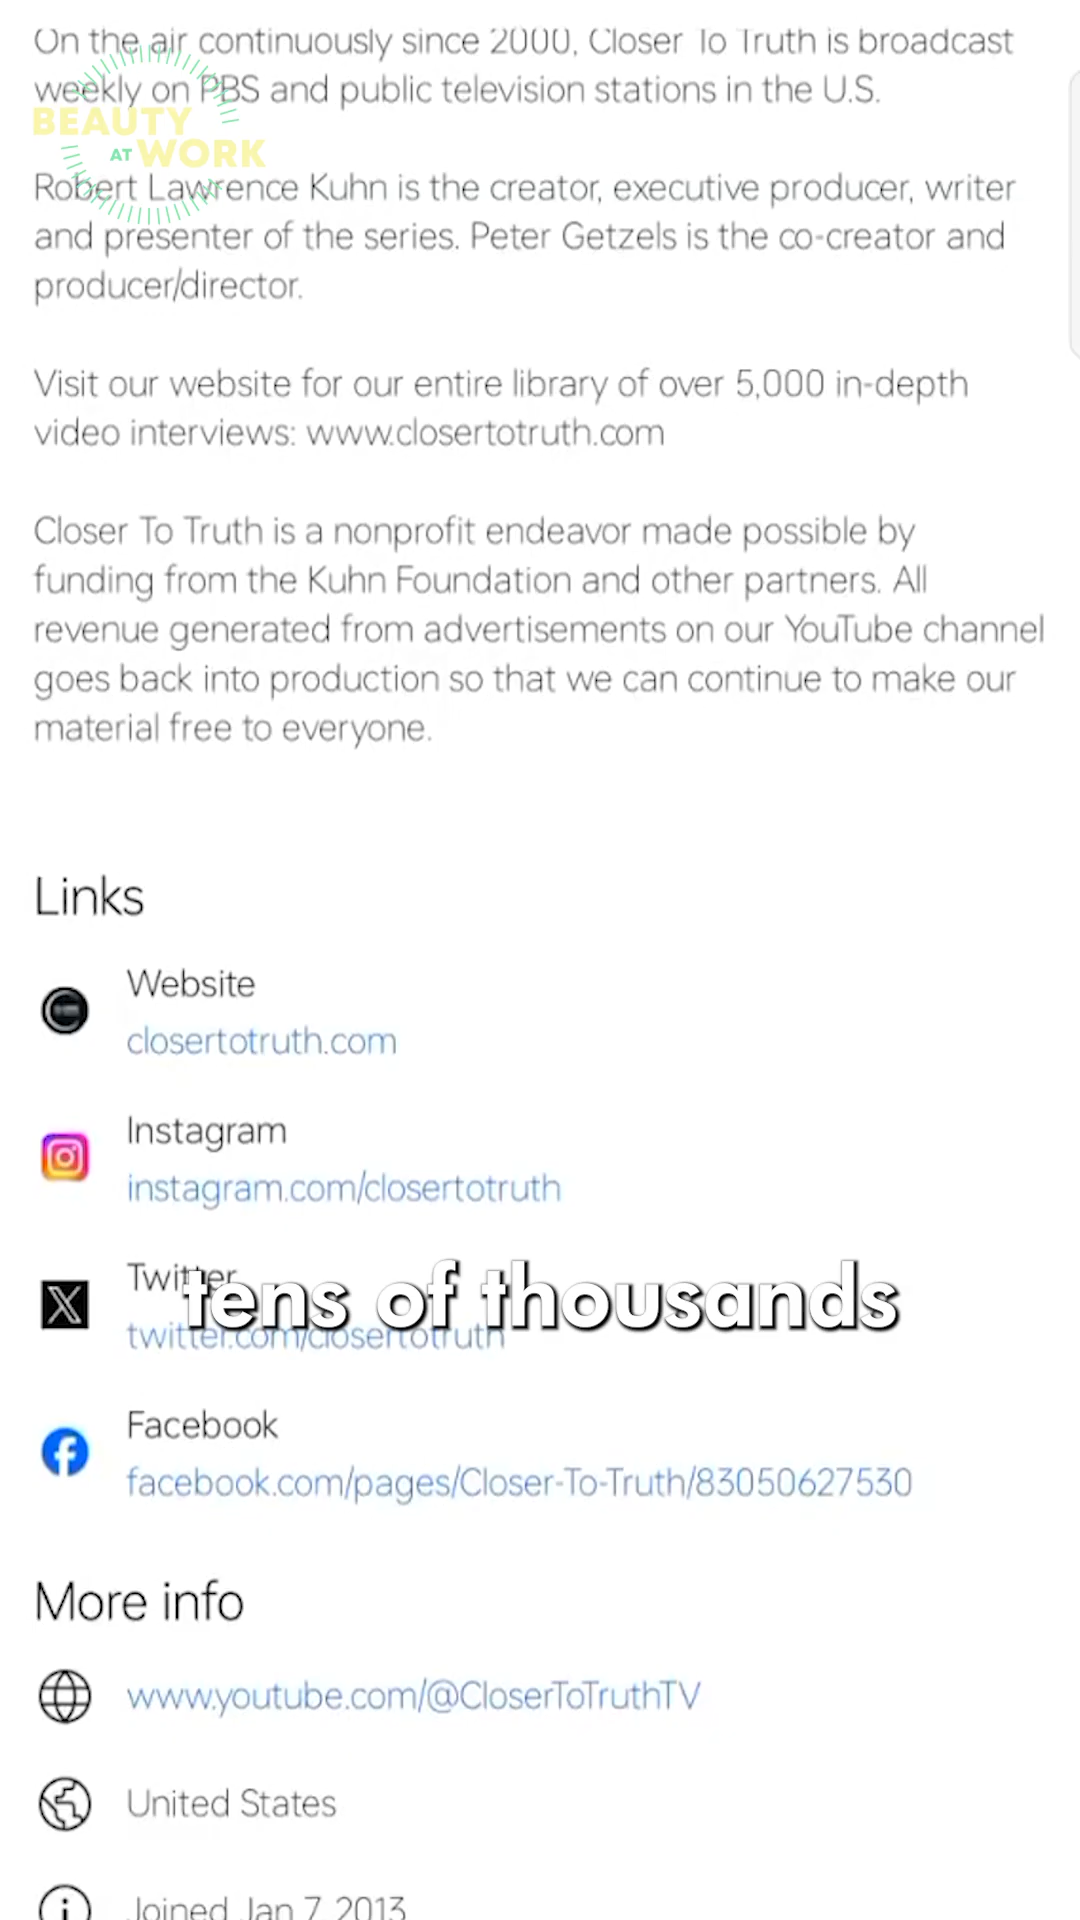 On the air continuously since 2000, Closer To Truth is broadcast
weekly on PBS and public television stations in the U.S.
BEAUTY
AT WORK
Robert Lawrence Kuhn is the creator, executive producer, writer
and presenter of the series. Peter Getzels is the co-creator and
producer/director.
Visit our website for our entire library of over 5,000 in-depth
video interviews: www.closertotruth.com
Closer To Truth is a nonprofit endeavor made possible by
funding from the Kuhn Foundation and other partners. All
revenue generated from advertisements on our YouTube channel
goes back into production so that we can continue to make our
material free to everyone.
Links
Website
closertotruth.com
Instagram
instagram.com/closertotruth
Twitter
tens of thousands
twitter.com/closertotruth
Facebook
facebook.com/pages/Closer-To-Truth/83050627530
More info
www.youtube.com/@CloserToTruthTV
United States
Joined Jan 7, 2013